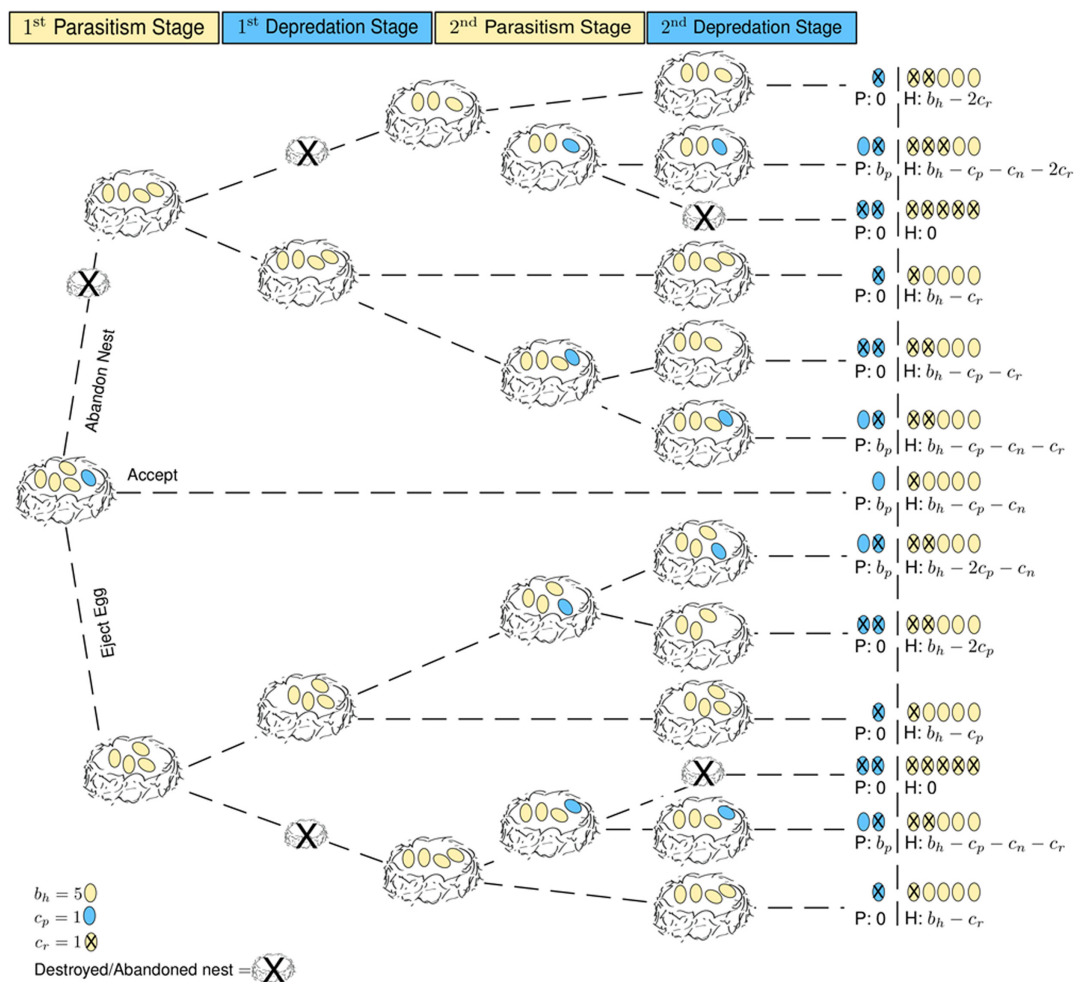 1st Parasitism Stage
1st Depredation Stage
2nd Parasitism Stage
2nd Depredation Stage
P: 0 H: b_h − 2c_r
P: b_p H: b_h − c_p − c_n − 2c_r
P: 0 H: 0
P: 0 H: b_h − c_r
P: 0 H: b_h − c_p − c_r
P: b_p H: b_h − c_p − c_n − c_r
Abandon Nest
Accept
P: b_p H: b_h − c_p − c_n
P: b_p H: b_h − 2c_p − c_n
Eject Egg
P: 0 H: b_h − 2c_p
P: 0 H: b_h − c_p
P: 0 H: 0
P: b_p H: b_h − c_p − c_n − c_r
P: 0 H: b_h − c_r
b_h = 5
c_p = 1
c_r = 1
Destroyed/Abandoned nest =